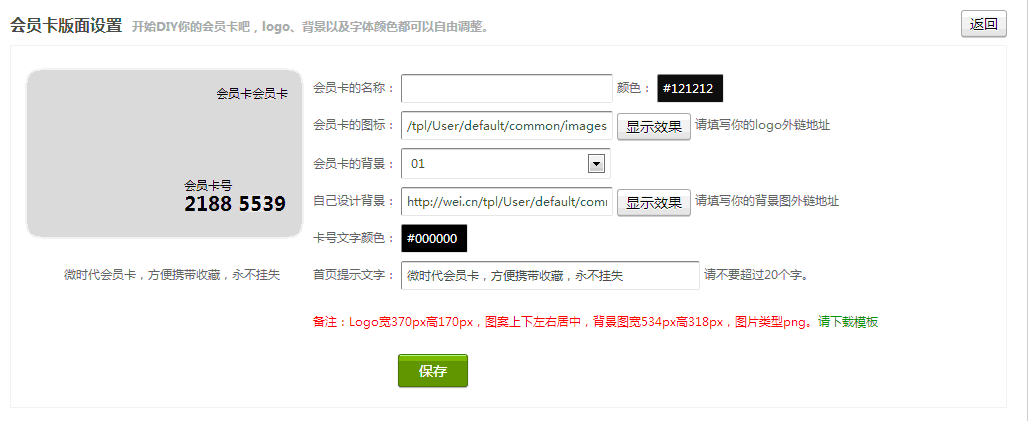 会员卡版面设置 开始DIY你的会员卡吧，logo、背景以及字体颜色都可以自由调整。 返回
会员卡会员卡
会员卡号
2188 5539
微时代会员卡，方便携带收藏，永不挂失
会员卡的名称： 颜色： #121212
会员卡的图标： /tpl/User/default/common/images 显示效果 请填写你的logo外链地址
会员卡的背景： 01
自己设计背景： http://wei.cn/tpl/User/default/com 显示效果 请填写你的背景图外链地址
卡号文字颜色： #000000
首页提示文字： 微时代会员卡，方便携带收藏，永不挂失 请不要超过20个字。
备注：Logo宽370px高170px，图案上下左右居中，背景图宽534px高318px，图片类型png。请下载模板
保存